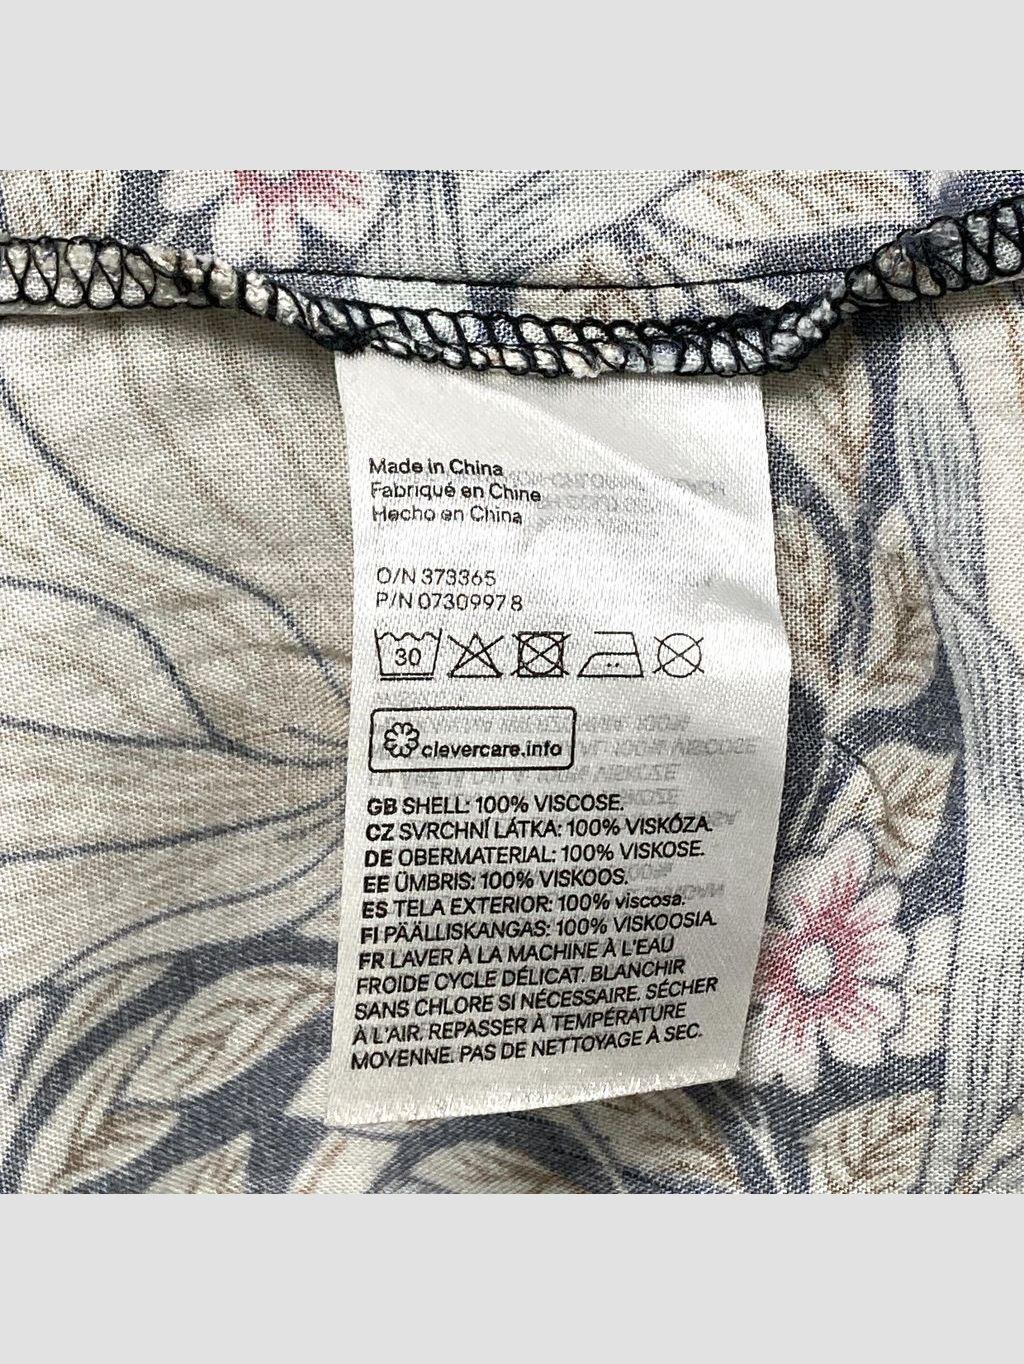 Made in China
Fabriqué en Chine
Hecho en China
O/N 373365
P/N 07309978
30
clevercare.info
GB SHELL: 100% VISCOSE.
CZ SVRCHNÍ LÁTKA: 100% VISKÓZA.
DE OBERMATERIAL: 100% VISKOSE.
EE ÜMBRIS: 100% VISKOOS.
ES TELA EXTERIOR: 100% viscosa.
FI PÄÄLLISKANGAS: 100% VISKOOSIA.
FR LAVER À LA MACHINE À L'EAU
FROIDE CYCLE DÉLICAT. BLANCHIR
SANS CHLORE SI NÉCESSAIRE. SÉCHER
À L'AIR. REPASSER À TEMPÉRATURE
MOYENNE. PAS DE NETTOYAGE À SEC.